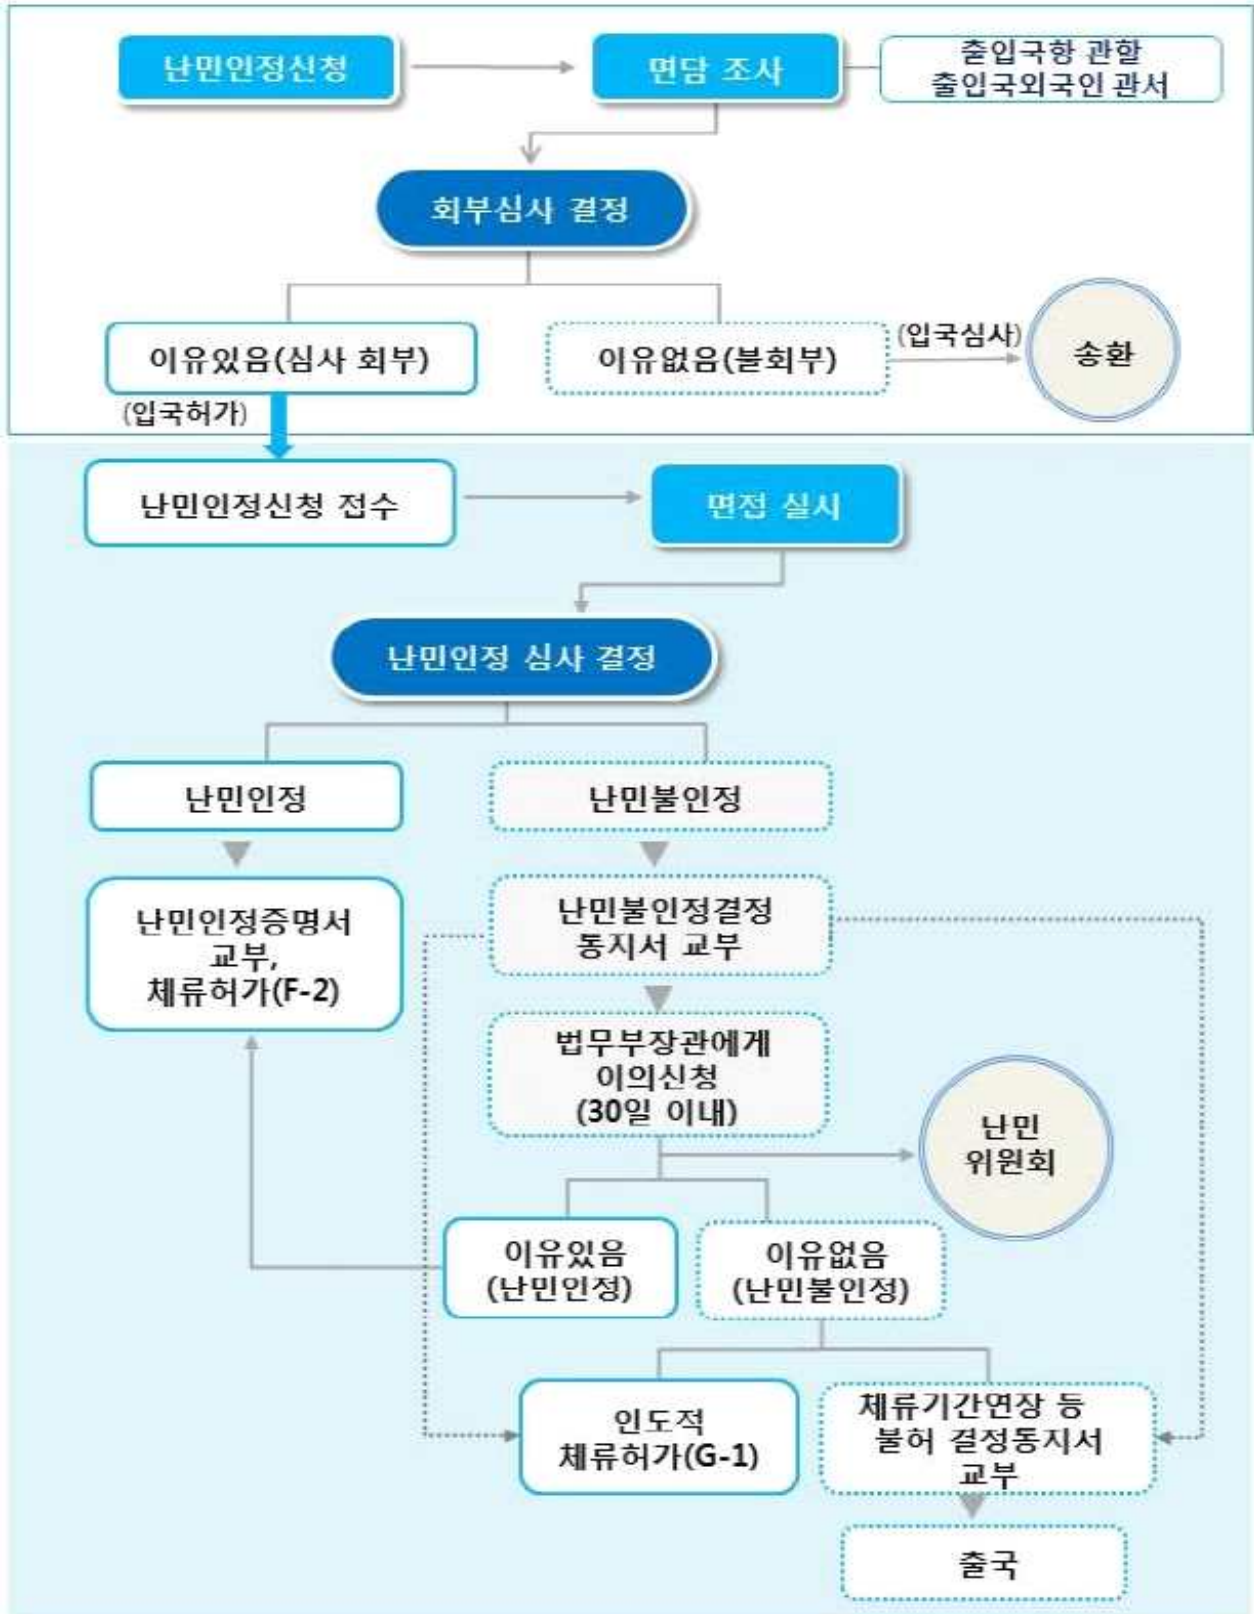 난민인정신청
면담 조사
출입국항 관할
출입국외국인 관서
회부심사 결정
이유있음(심사 회부)
이유없음(불회부)
(입국심사)
송환
(입국허가)
난민인정신청 접수
면접 실시
난민인정 심사 결정
난민인정
난민불인정
난민인정증명서
교부,
체류허가(F-2)
난민불인정결정
통지서 교부
법무부장관에게
이의신청
(30일 이내)
난민
위원회
이유있음
(난민인정)
이유없음
(난민불인정)
인도적
체류허가(G-1)
체류기간연장 등
불허 결정통지서
교부
출국